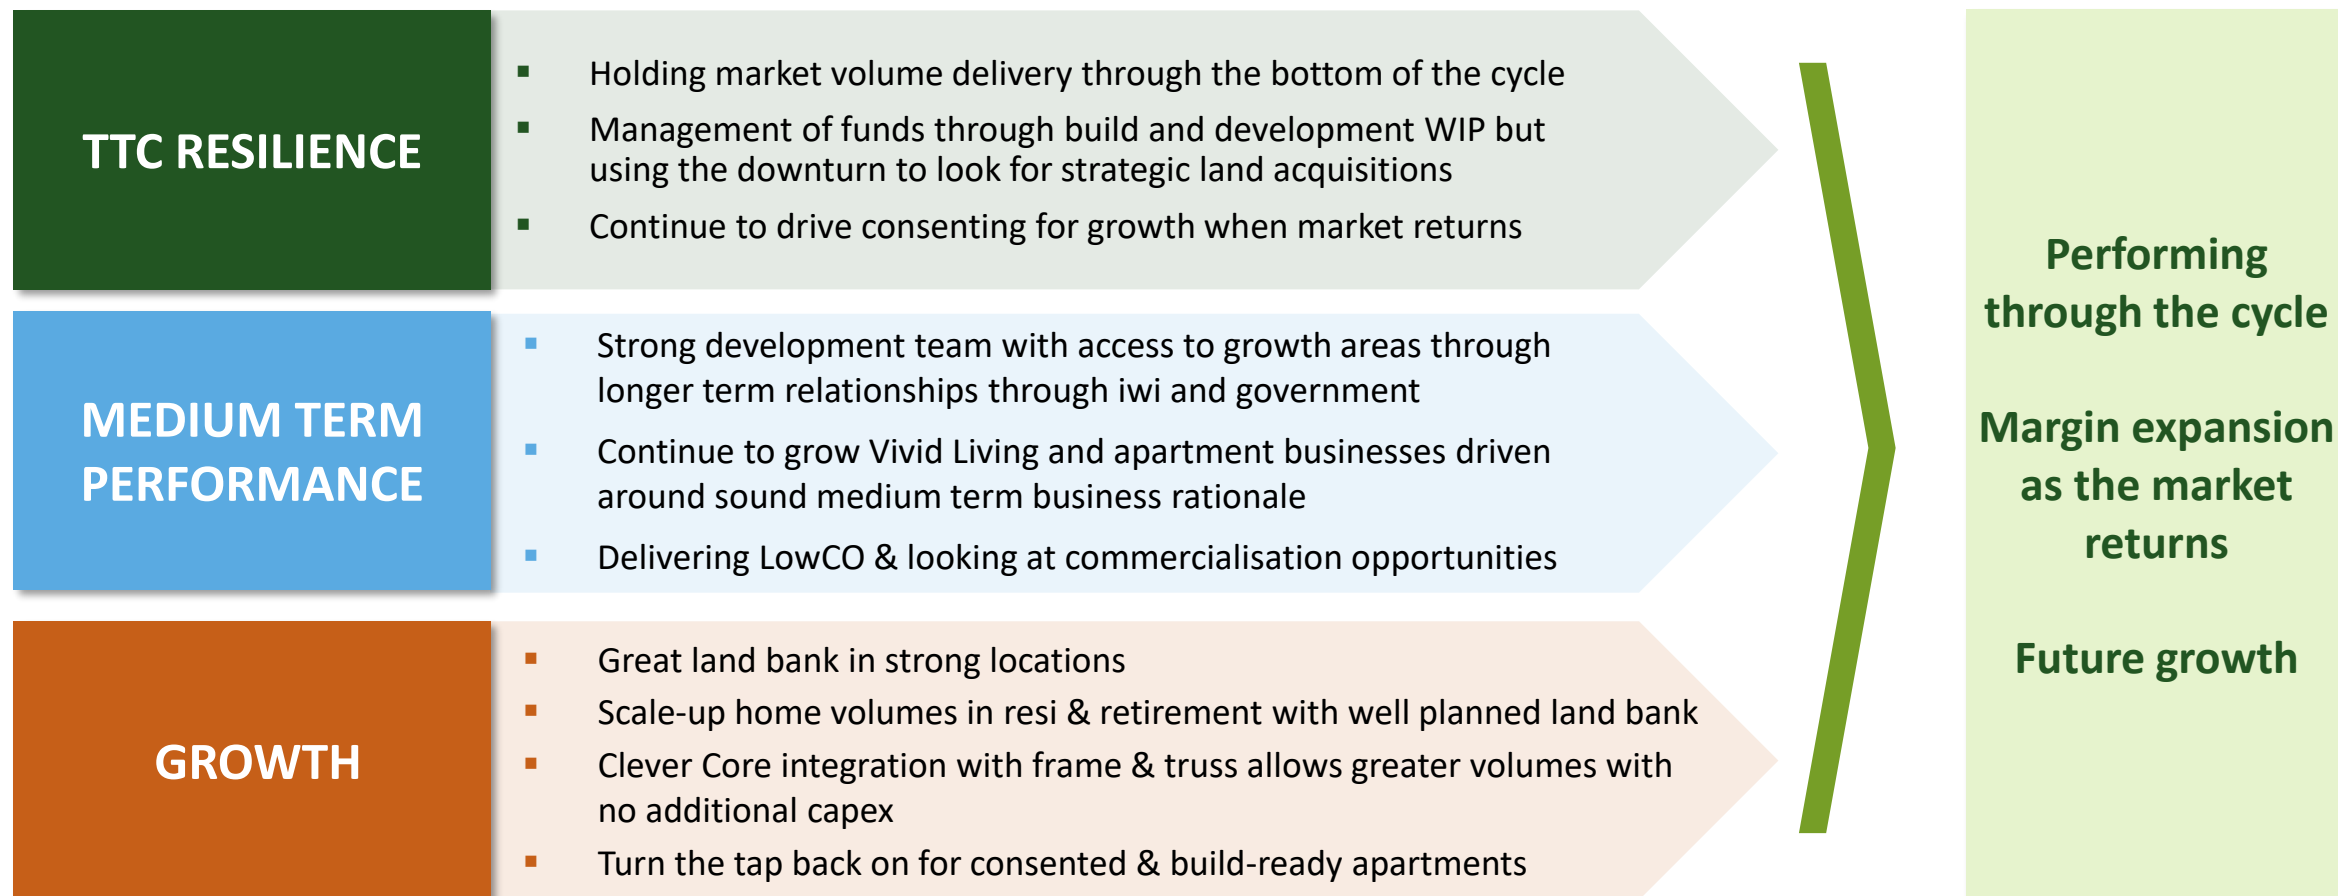 TTC RESILIENCE
▪ Holding market volume delivery through the bottom of the cycle
▪ Management of funds through build and development WIP but
using the downturn to look for strategic land acquisitions
▪ Continue to drive consenting for growth when market returns
MEDIUM TERM
PERFORMANCE
▪ Strong development team with access to growth areas through
longer term relationships through iwi and government
▪ Continue to grow Vivid Living and apartment businesses driven
around sound medium term business rationale
▪ Delivering LowCO & looking at commercialisation opportunities
GROWTH
▪ Great land bank in strong locations
▪ Scale-up home volumes in resi & retirement with well planned land bank
▪ Clever Core integration with frame & truss allows greater volumes with
no additional capex
▪ Turn the tap back on for consented & build-ready apartments
Performing
through the cycle
Margin expansion
as the market
returns
Future growth